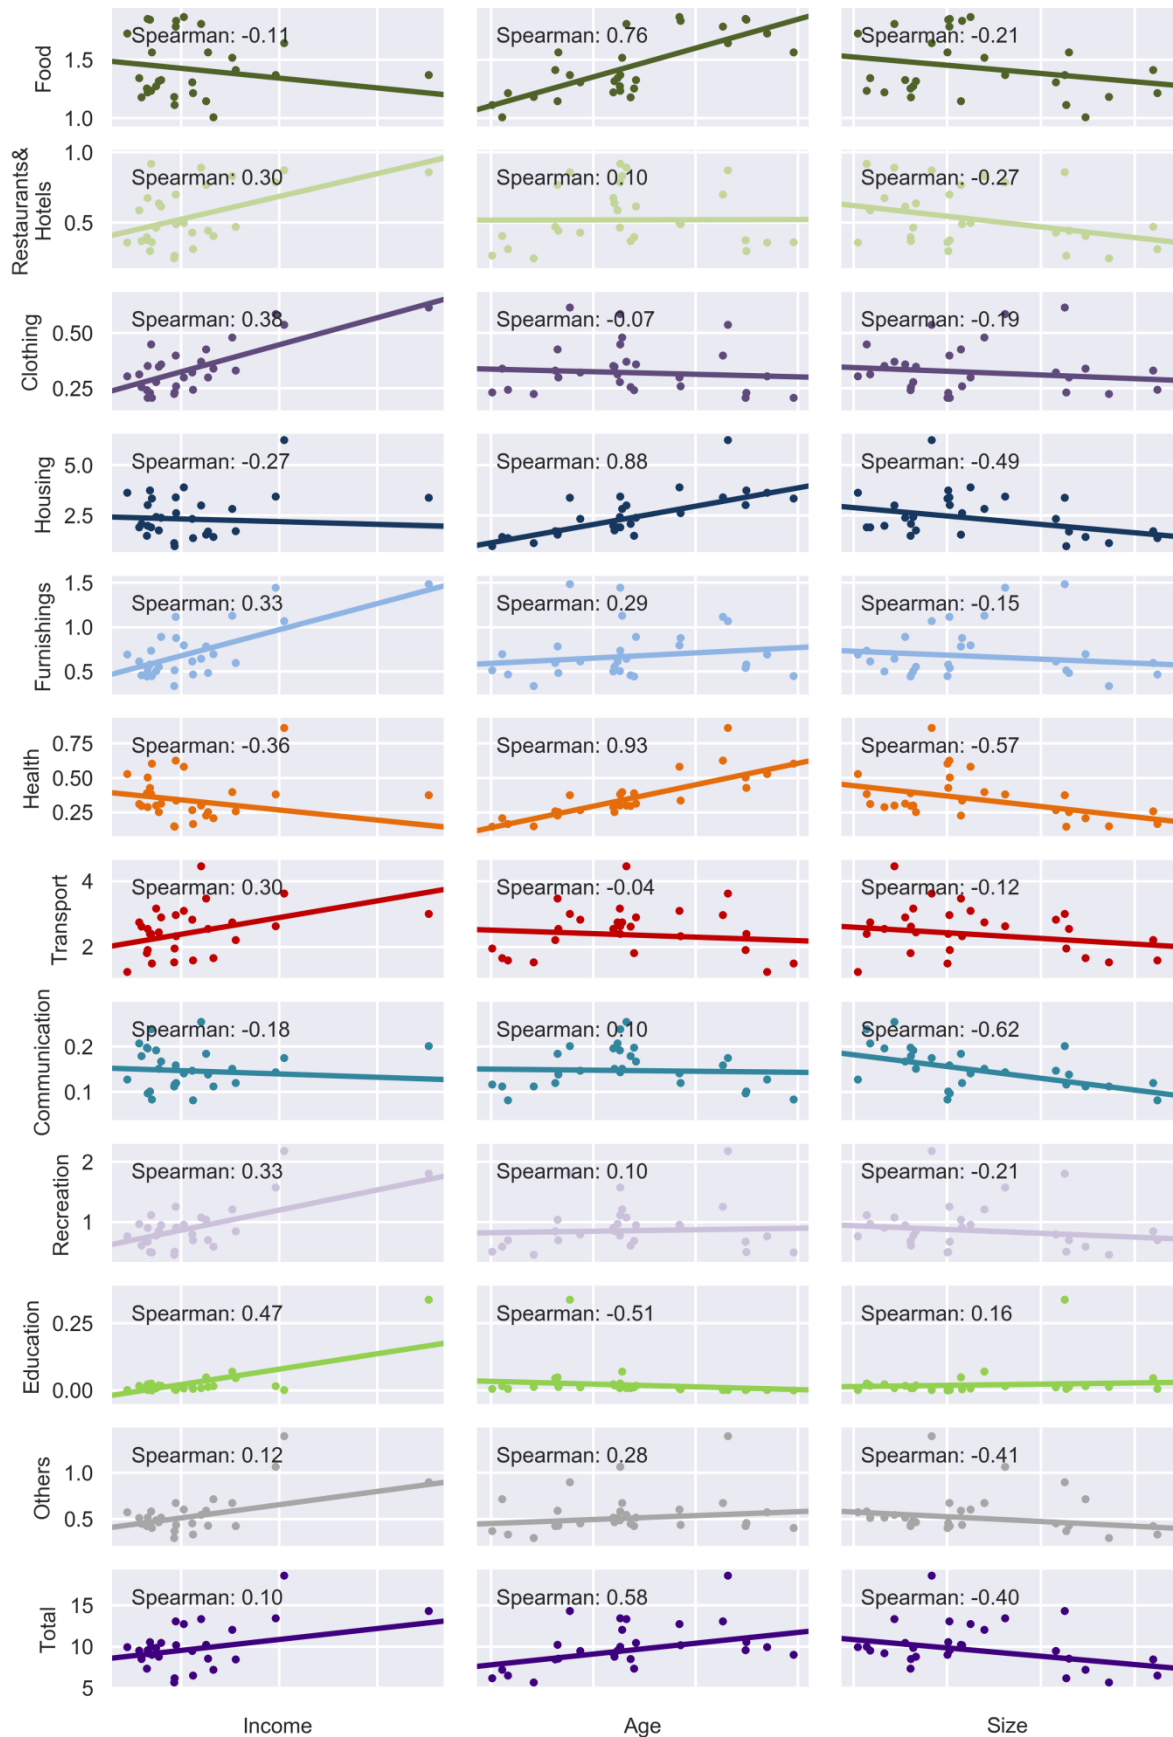 Food
1.5
1.0
Spearman: -0.11
Spearman: 0.76
Spearman: -0.21
Restaurants&
Hotels
1.0
0.5
Spearman: 0.30
Spearman: 0.10
Spearman: -0.27
Clothing
0.50
0.25
Spearman: 0.38
Spearman: -0.07
Spearman: -0.19
Housing
5.0
2.5
Spearman: -0.27
Spearman: 0.88
Spearman: -0.49
Furnishings
1.5
1.0
0.5
Spearman: 0.33
Spearman: 0.29
Spearman: -0.15
Health
0.75
0.50
0.25
Spearman: -0.36
Spearman: 0.93
Spearman: -0.57
Transport
4
2
Spearman: 0.30
Spearman: -0.04
Spearman: -0.12
Communication
0.2
0.1
Spearman: -0.18
Spearman: 0.10
Spearman: -0.62
Recreation
2
1
Spearman: 0.33
Spearman: 0.10
Spearman: -0.21
Education
0.25
0.00
Spearman: 0.47
Spearman: -0.51
Spearman: 0.16
Others
1.0
0.5
Spearman: 0.12
Spearman: 0.28
Spearman: -0.41
Total
15
10
5
Spearman: 0.10
Spearman: 0.58
Spearman: -0.40
Income
Age
Size